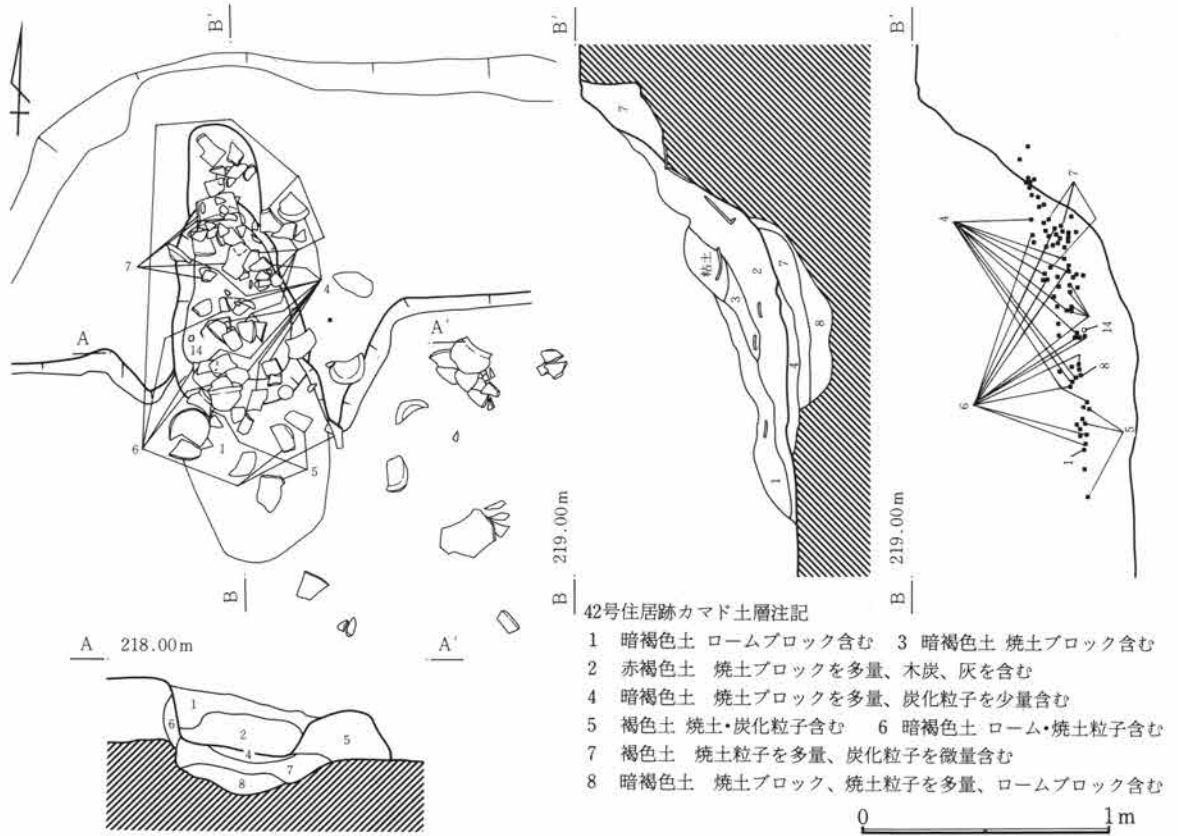 B'
7
4
A
A'
14
6
1
5
B
A 218.00m A'
1
6
2
5
4
7
8
B'
7
粘土
2
7
3
8
4
1
219.00m
B
B'
7
4
14
8
6
5
1
219.00m
B
42号住居跡カマド土層注記
1 暗褐色土 ロームブロック含む 3 暗褐色土 焼土ブロック含む
2 赤褐色土 焼土ブロックを多量、木炭、灰を含む
4 暗褐色土 焼土ブロックを多量、炭化粒子を少量含む
5 褐色土 焼土・炭化粒子含む 6 暗褐色土 ローム・焼土粒子含む
7 褐色土 焼土粒子を多量、炭化粒子を微量含む
8 暗褐色土 焼土ブロック、焼土粒子を多量、ロームブロック含む
0 1m